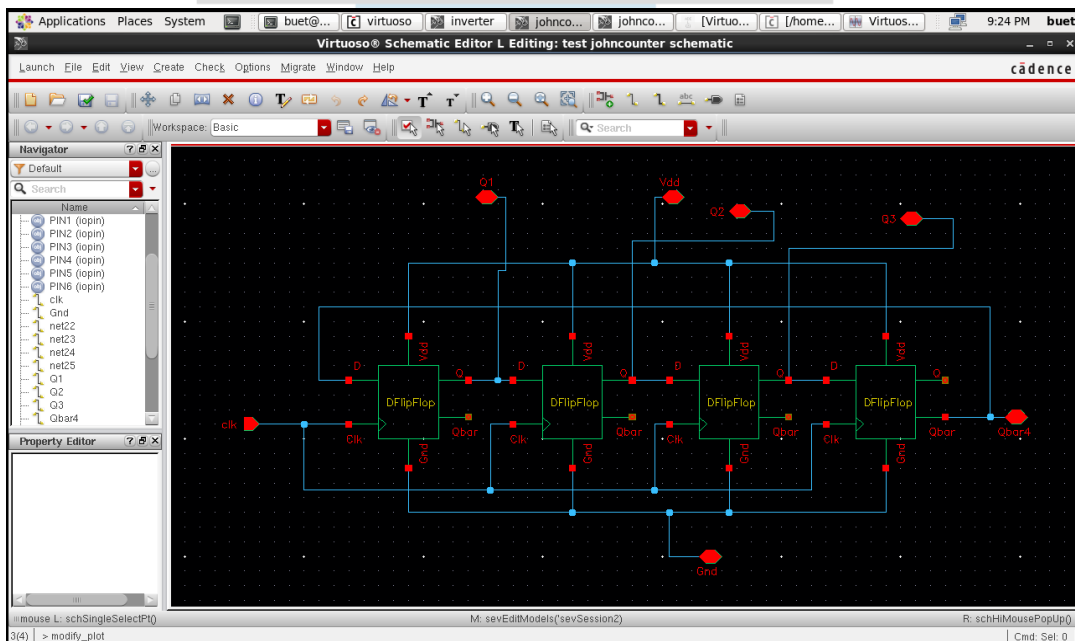 Applications Places System buet@... virtuoso inverter johnco... johnco... [Virtuo... [/home... Virtuos... 9:24 PM buet
Virtuoso® Schematic Editor L Editing: test johncounter schematic
Launch File Edit View Create Check Options Migrate Window Help cādence
Workspace: Basic Search
Navigator
Default
Search
Name
PIN1 (iopin)
PIN2 (iopin)
PIN3 (iopin)
PIN4 (iopin)
PIN5 (iopin)
PIN6 (iopin)
clk
Gnd
net22
net23
net24
net25
Q1
Q2
Q3
Qbar4
Property Editor
Q1 Vdd Q2 Q3
Vdd Vdd Vdd Vdd
D Q D Q D Q D Q
DFlipFlop DFlipFlop DFlipFlop DFlipFlop
clk Clk Qbar Clk Qbar Clk Qbar Clk Qbar Qbar4
Gnd Gnd Gnd Gnd
Gnd
mouse L: schSingleSelectPt() M: sevEditModels('sevSession2) R: schHiMousePopUp()
3(4) > modify_plot Cmd: Sel: 0